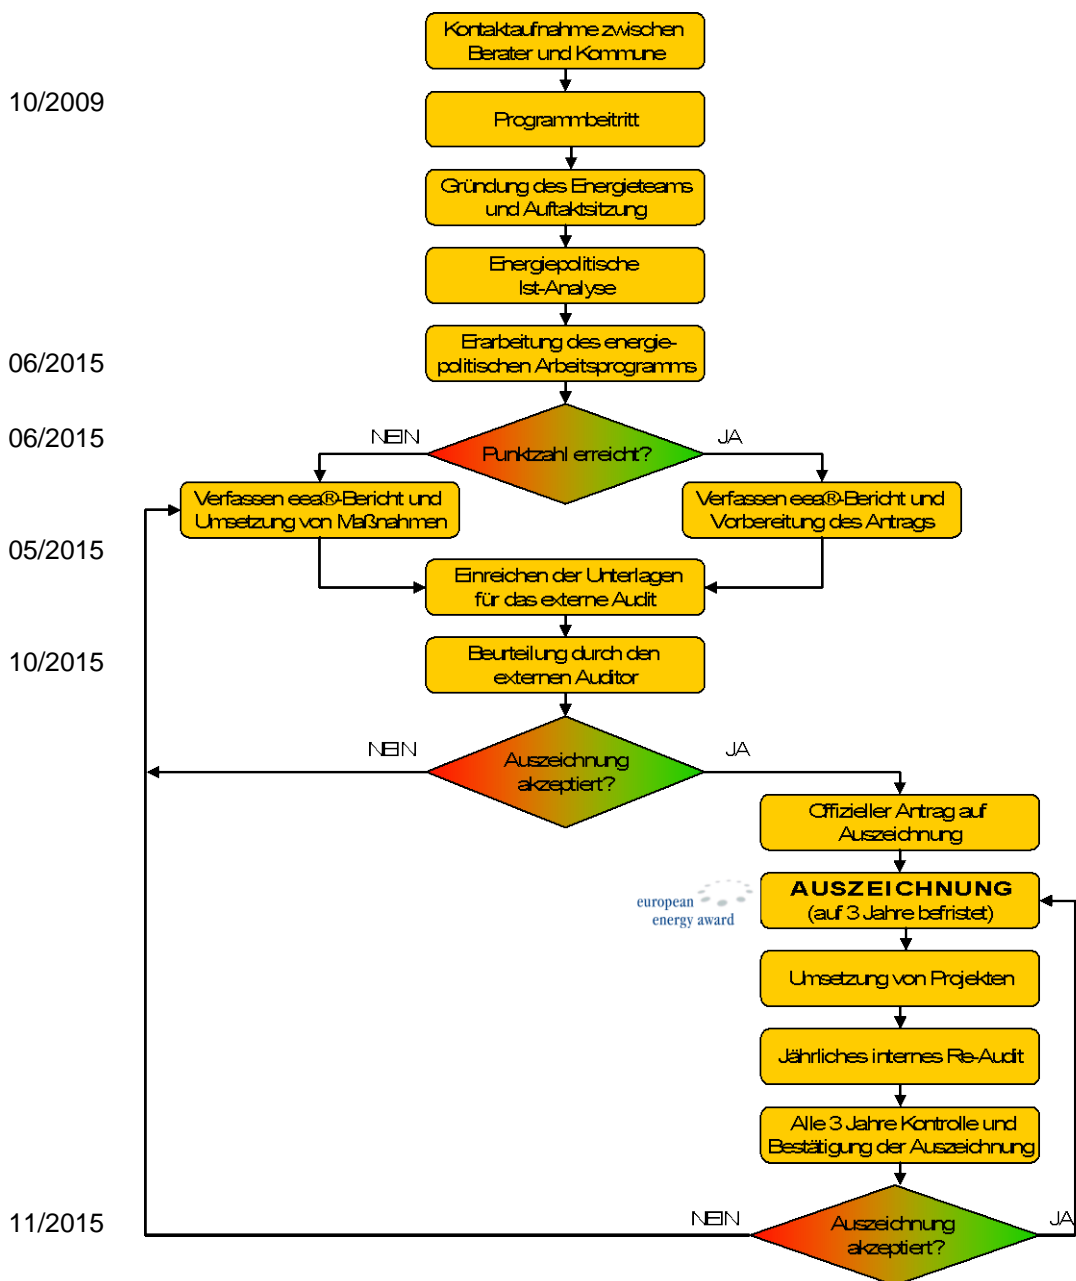 Kontaktaufnahme zwischen
Berater und Kommune
10/2009
Programmbeitritt
Gründung des Energieteams
und Auftaktsitzung
Energiepolitische
Ist-Analyse
Erarbeitung des energie-
politischen Arbeitsprogramms
06/2015
06/2015
NEIN
JA
Punktzahl erreicht?
Verfassen eea®-Bericht und
Umsetzung von Maßnahmen
Verfassen eea®-Bericht und
Vorbereitung des Antrags
05/2015
Einreichen der Unterlagen
für das externe Audit
10/2015
Beurteilung durch den
externen Auditor
NEIN
JA
Auszeichnung
akzeptiert?
Offizieller Antrag auf
Auszeichnung
european
energy award
AUSZEICHNUNG
(auf 3 Jahre befristet)
Umsetzung von Projekten
Jährliches internes Re-Audit
Alle 3 Jahre Kontrolle und
Bestätigung der Auszeichnung
11/2015
NEIN
JA
Auszeichnung
akzeptiert?